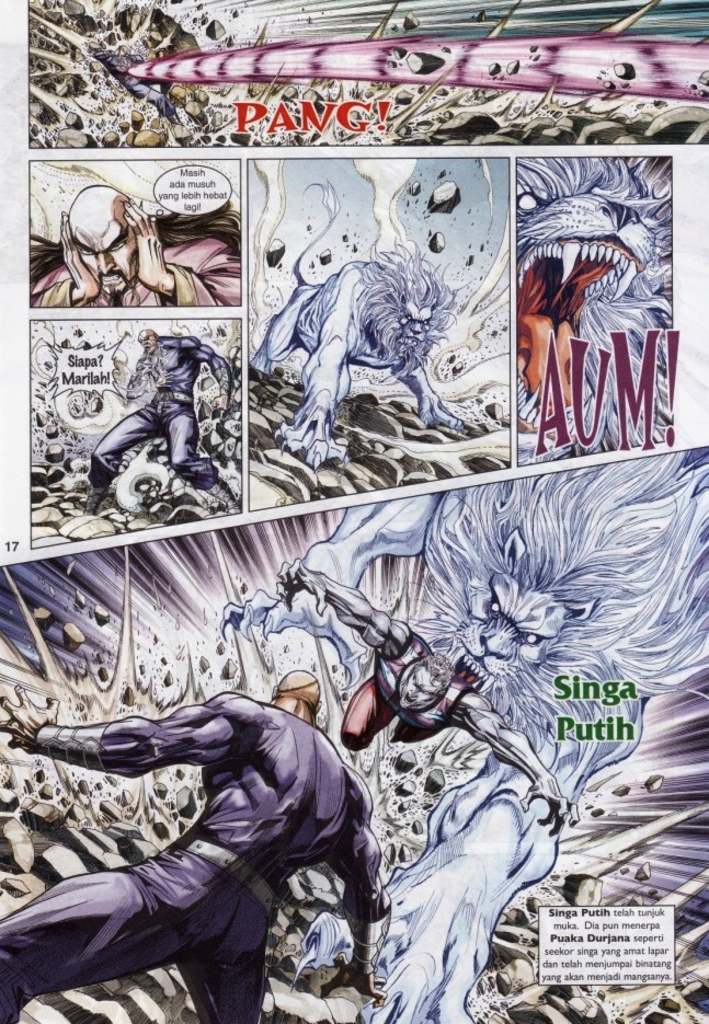 PANG!
Masih
ada musuh
yang lebih hebat
lagi!
Siapa?
Marilah!
AUM!
17
Singa
Putih
Singa Putih telah tunjuk
muka. Dia pun menerpa
Puaka Durjana seperti
seekor singa yang amat lapar
dan telah menjumpai binatang
yang akan menjadi mangsanya.